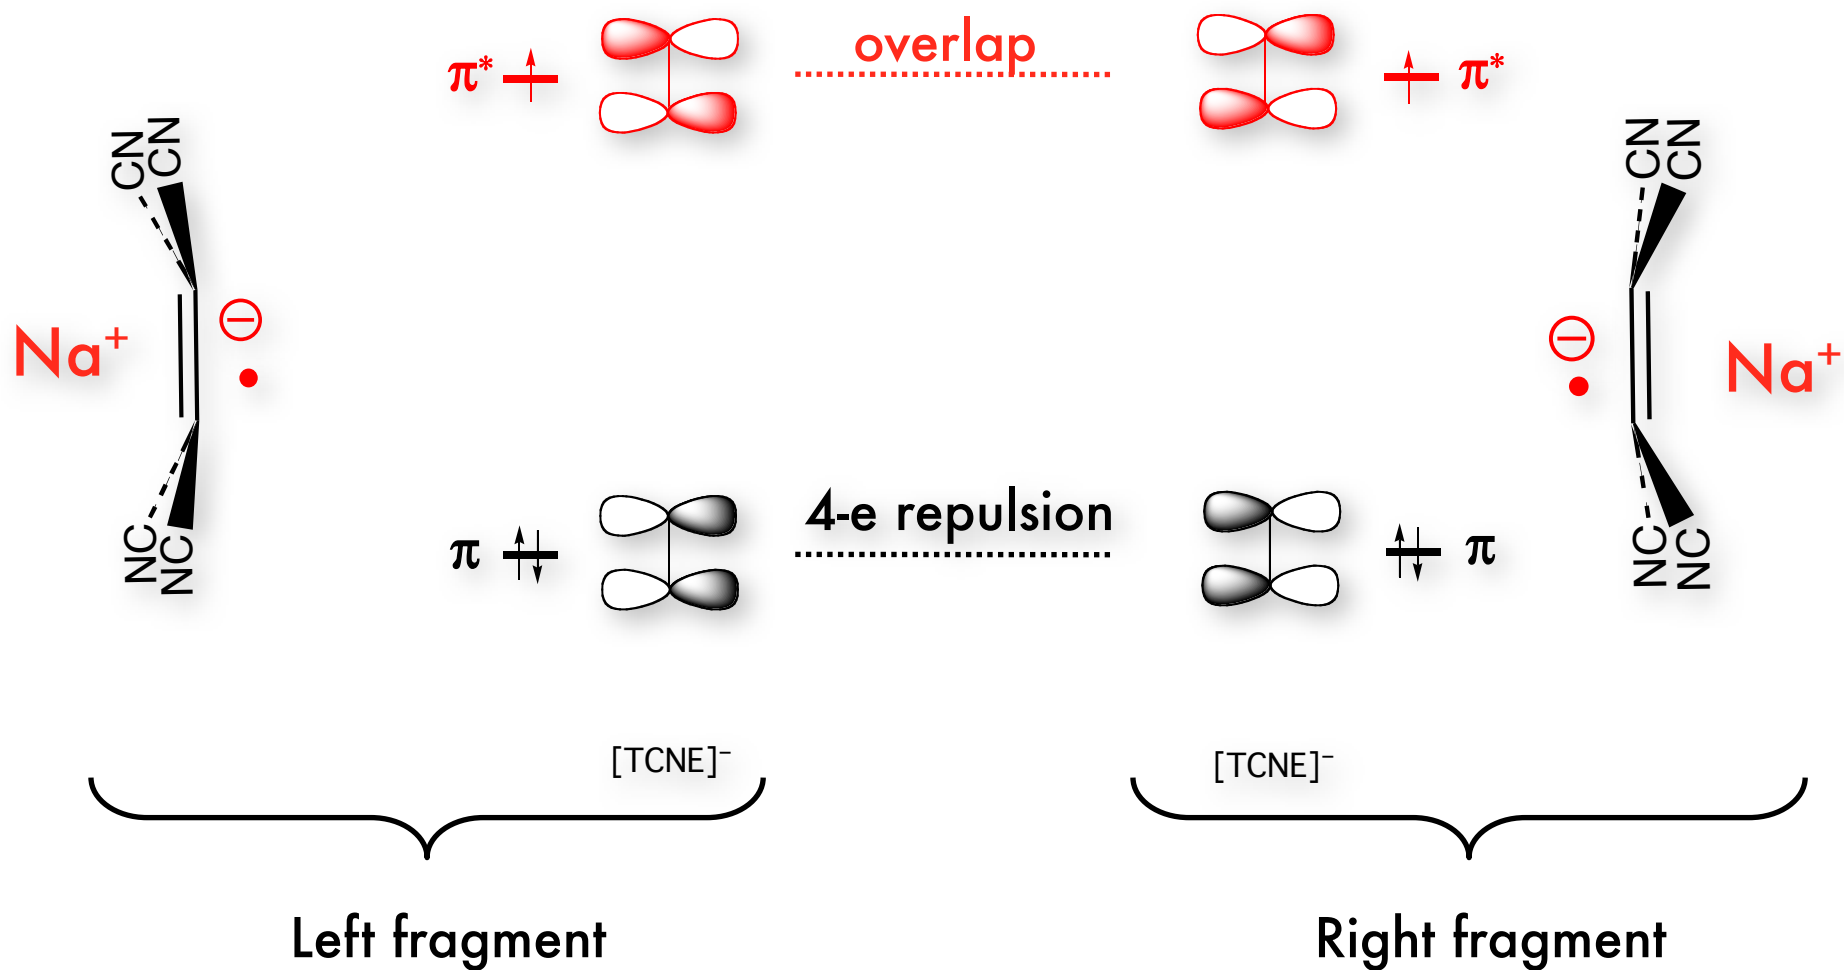 overlap
π*
π*
CN
CN
CN
CN
Na⁺
⊖
•
⊖
•
Na⁺
4-e repulsion
π
π
NC
NC
NC
NC
[TCNE]⁻
[TCNE]⁻
Left fragment
Right fragment